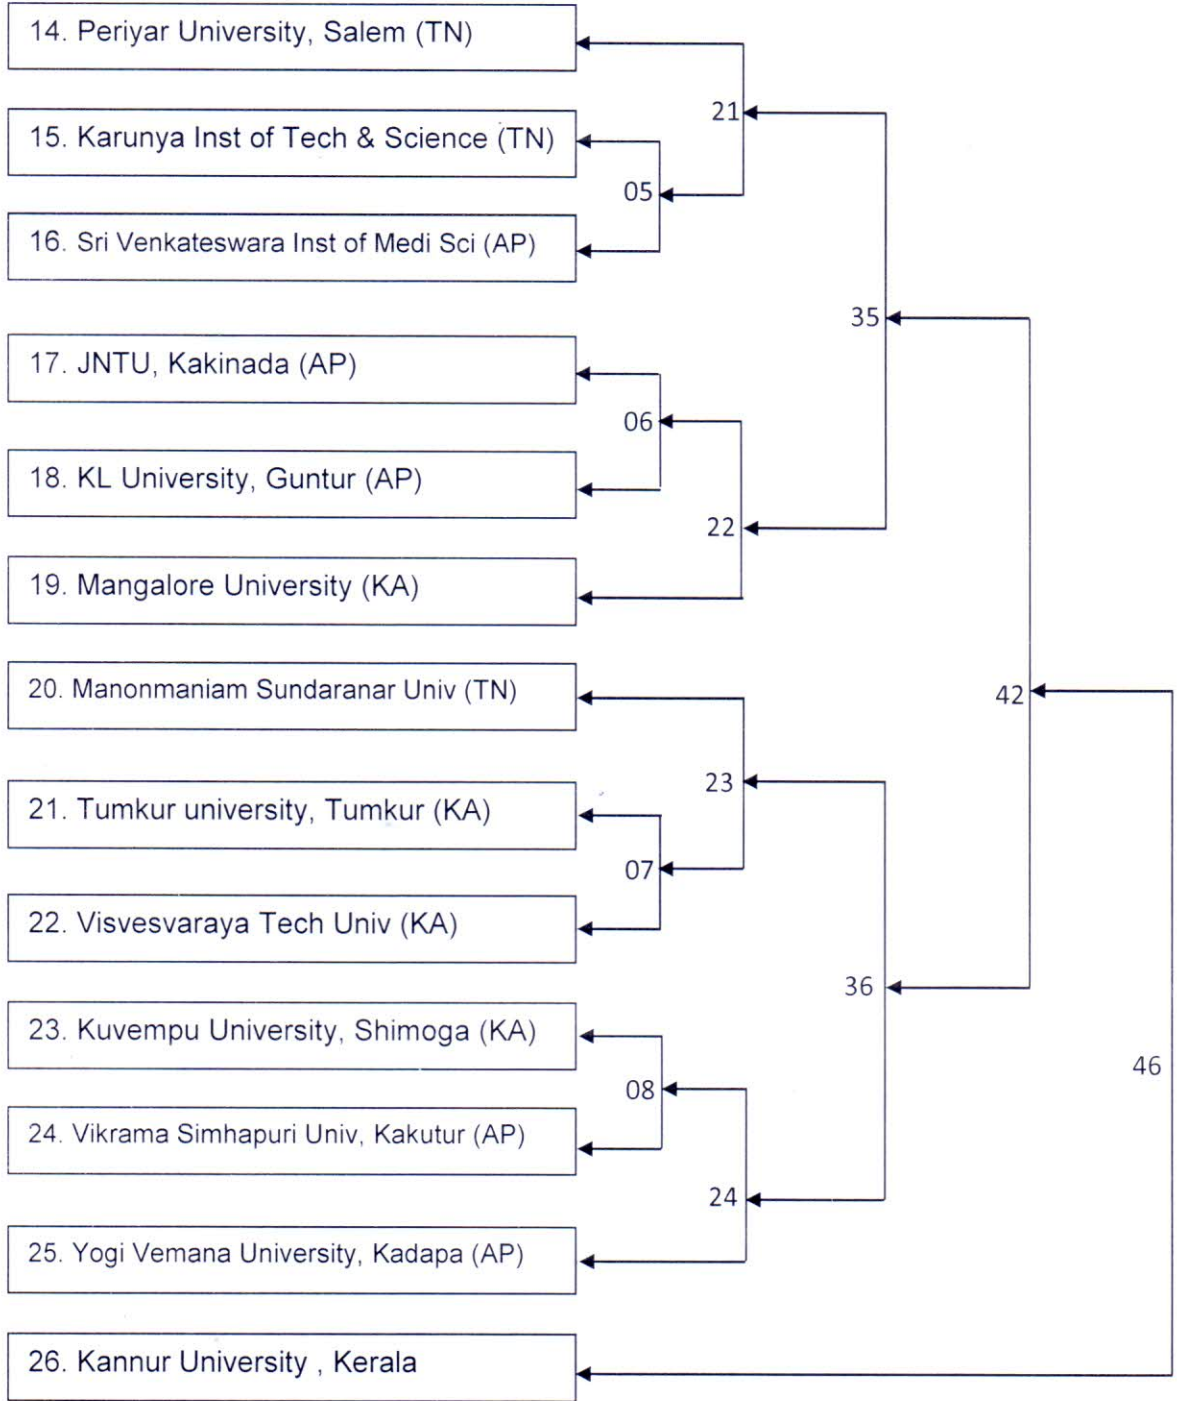 14. Periyar University, Salem (TN)
21
15. Karunya Inst of Tech & Science (TN)
05
16. Sri Venkateswara Inst of Medi Sci (AP)
35
17. JNTU, Kakinada (AP)
06
18. KL University, Guntur (AP)
22
19. Mangalore University (KA)
20. Manonmaniam Sundaranar Univ (TN)
42
23
21. Tumkur university, Tumkur (KA)
07
22. Visvesvaraya Tech Univ (KA)
36
23. Kuvempu University, Shimoga (KA)
46
08
24. Vikrama Simhapuri Univ, Kakutur (AP)
24
25. Yogi Vemana University, Kadapa (AP)
26. Kannur University , Kerala